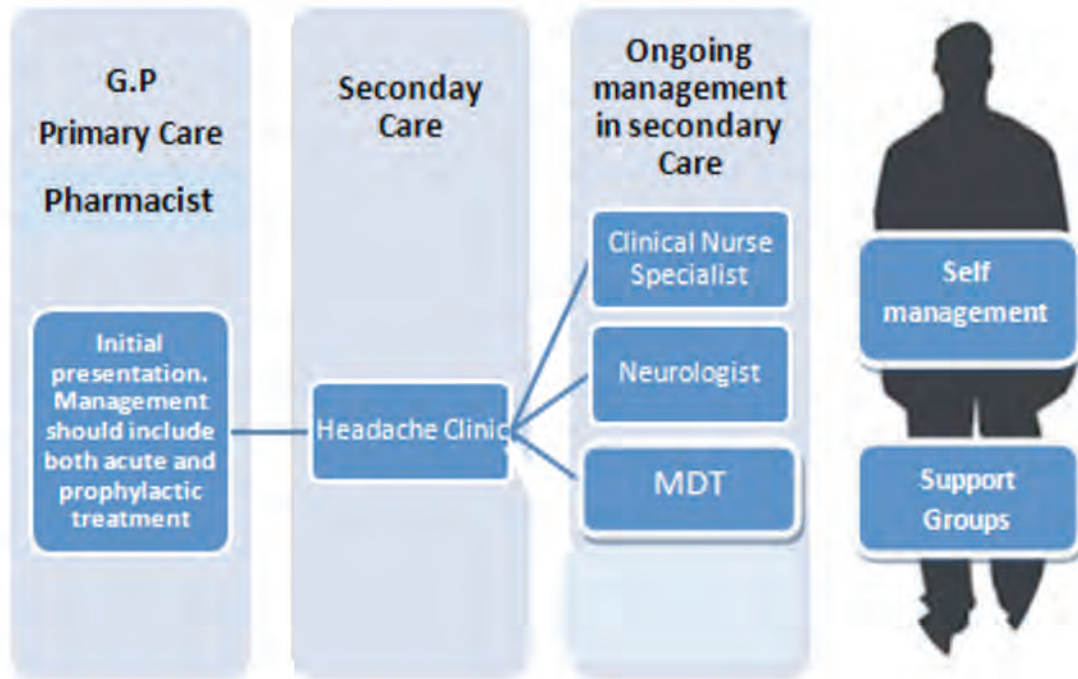 G.P
Primary Care
Pharmacist
Initial
presentation.
Management
should include
both acute and
prophylactic
treatment
Seconday
Care
Headache Clinic
Ongoing
management
in secondary
Care
Clinical Nurse
Specialist
Neurologist
MDT
Self
management
Support
Groups